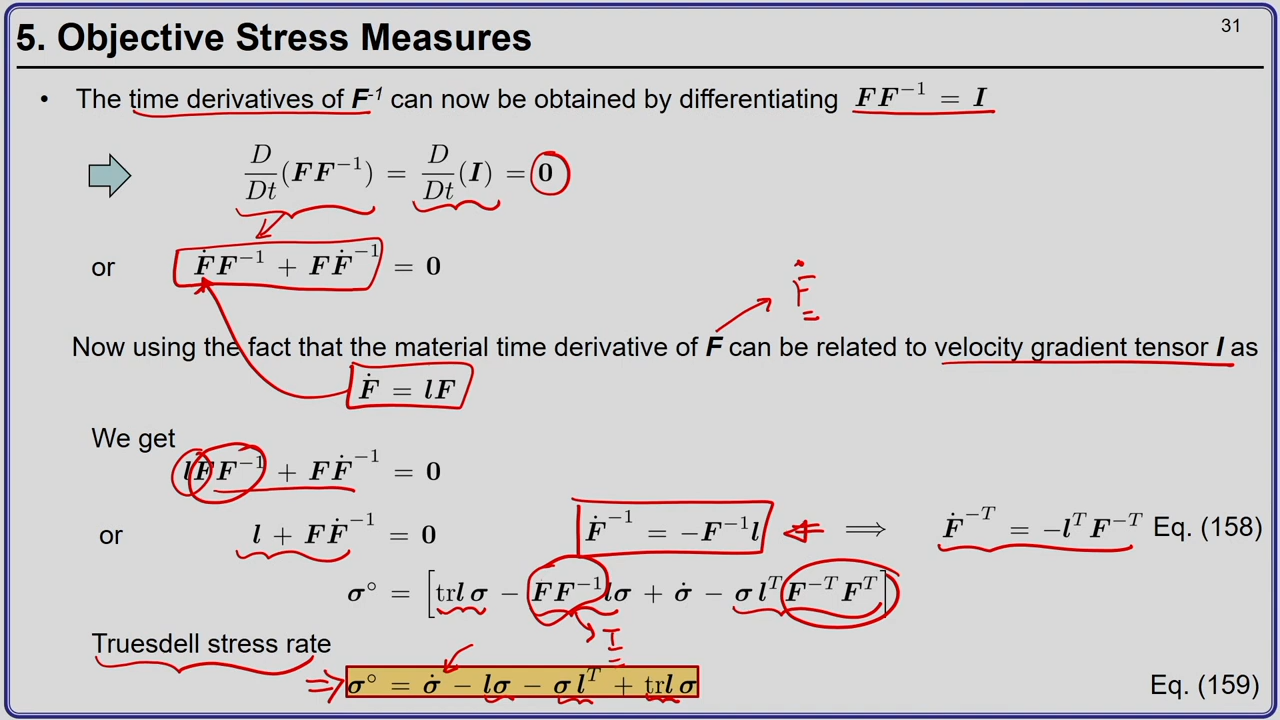 31
5. Objective Stress Measures
• The time derivatives of F⁻¹ can now be obtained by differentiating FF⁻¹ = I
D/Dt (FF⁻¹) = D/Dt (I) = 0
or ḞF⁻¹ + FḞ⁻¹ = 0
Ḟ
Now using the fact that the material time derivative of F can be related to velocity gradient tensor l as
Ḟ = lF
We get
lFF⁻¹ + FḞ⁻¹ = 0
or l + FḞ⁻¹ = 0 Ḟ⁻¹ = −F⁻¹l ⟹ Ḟ⁻ᵀ = −lᵀF⁻ᵀ Eq. (158)
σ° = [trl σ − FF⁻¹lσ + σ̇ − σlᵀF⁻ᵀFᵀ]
I
Truesdell stress rate
σ° = σ̇ − lσ − σlᵀ + trl σ Eq. (159)